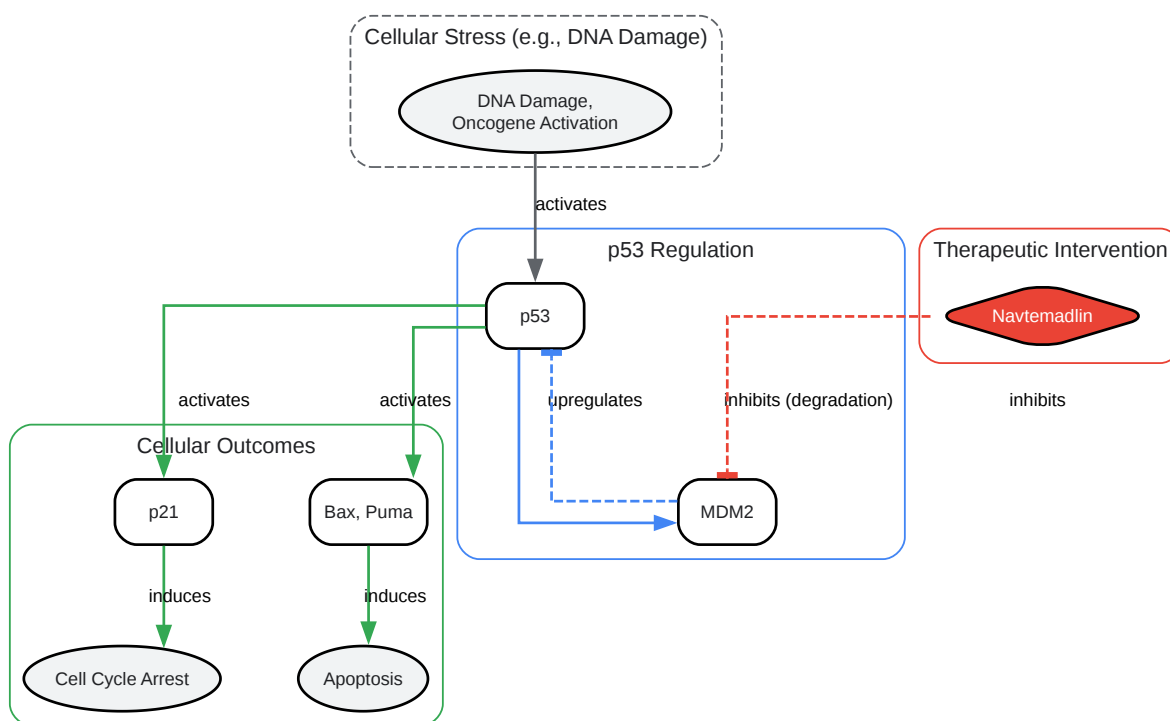 Cellular Stress (e.g., DNA Damage)
DNA Damage,
Oncogene Activation
activates
p53 Regulation
Therapeutic Intervention
p53
Navtemadlin
activates
activates
upregulates
inhibits (degradation)
inhibits
Cellular Outcomes
p21
Bax, Puma
MDM2
induces
induces
Cell Cycle Arrest
Apoptosis